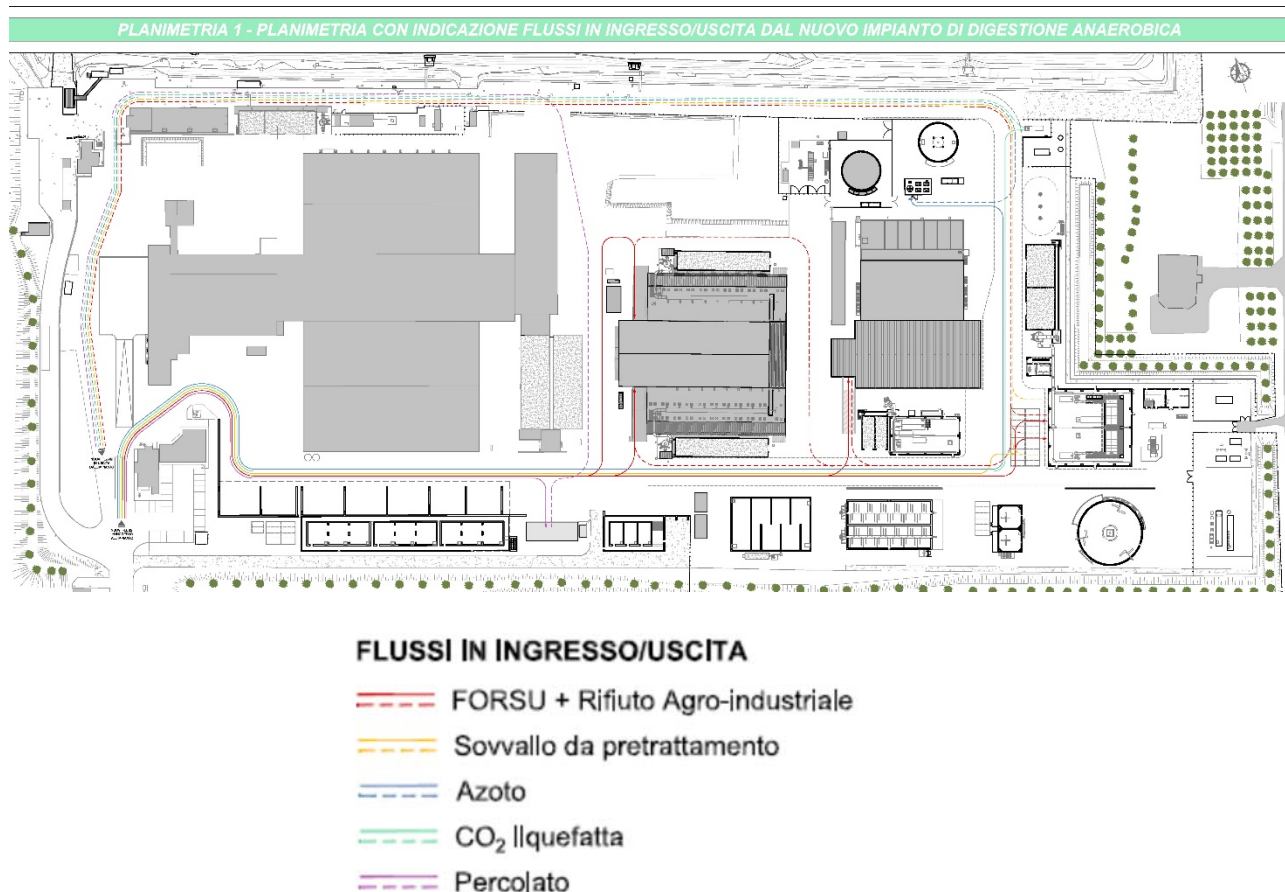 PLANIMETRIA 1 - PLANIMETRIA CON INDICAZIONE FLUSSI IN INGRESSO/USCITA DAL NUOVO IMPIANTO DI DIGESTIONE ANAEROBICA
FLUSSI IN INGRESSO/USCITA
FORSU + Rifiuto Agro-industriale
Sovvallo da pretrattamento
Azoto
CO₂ liquefatta
Percolato